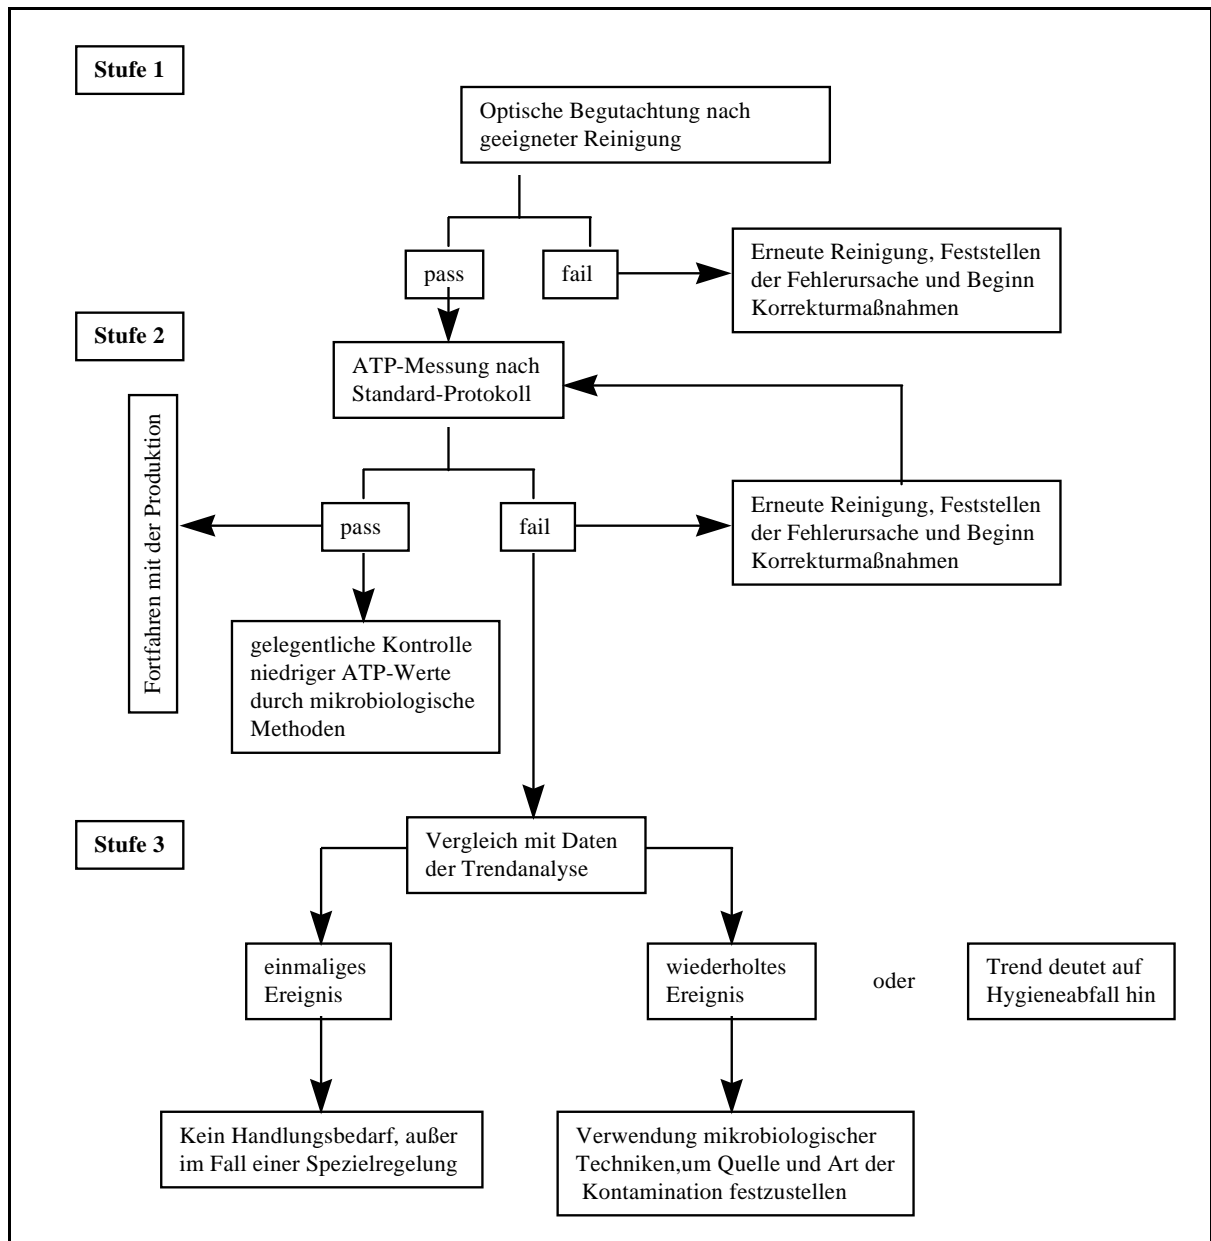 Stufe 1
Optische Begutachtung nach
geeigneter Reinigung
pass
fail
Erneute Reinigung, Feststellen
der Fehlerursache und Beginn
Korrekturmaßnahmen
Stufe 2
ATP-Messung nach
Standard-Protokoll
Fortfahren mit der Produktion
pass
fail
Erneute Reinigung, Feststellen
der Fehlerursache und Beginn
Korrekturmaßnahmen
gelegentliche Kontrolle
niedriger ATP-Werte
durch mikrobiologische
Methoden
Stufe 3
Vergleich mit Daten
der Trendanalyse
einmaliges
Ereignis
wiederholtes
Ereignis
oder
Trend deutet auf
Hygieneabfall hin
Kein Handlungsbedarf, außer
im Fall einer Spezialregelung
Verwendung mikrobiologischer
Techniken,um Quelle und Art der
Kontamination festzustellen